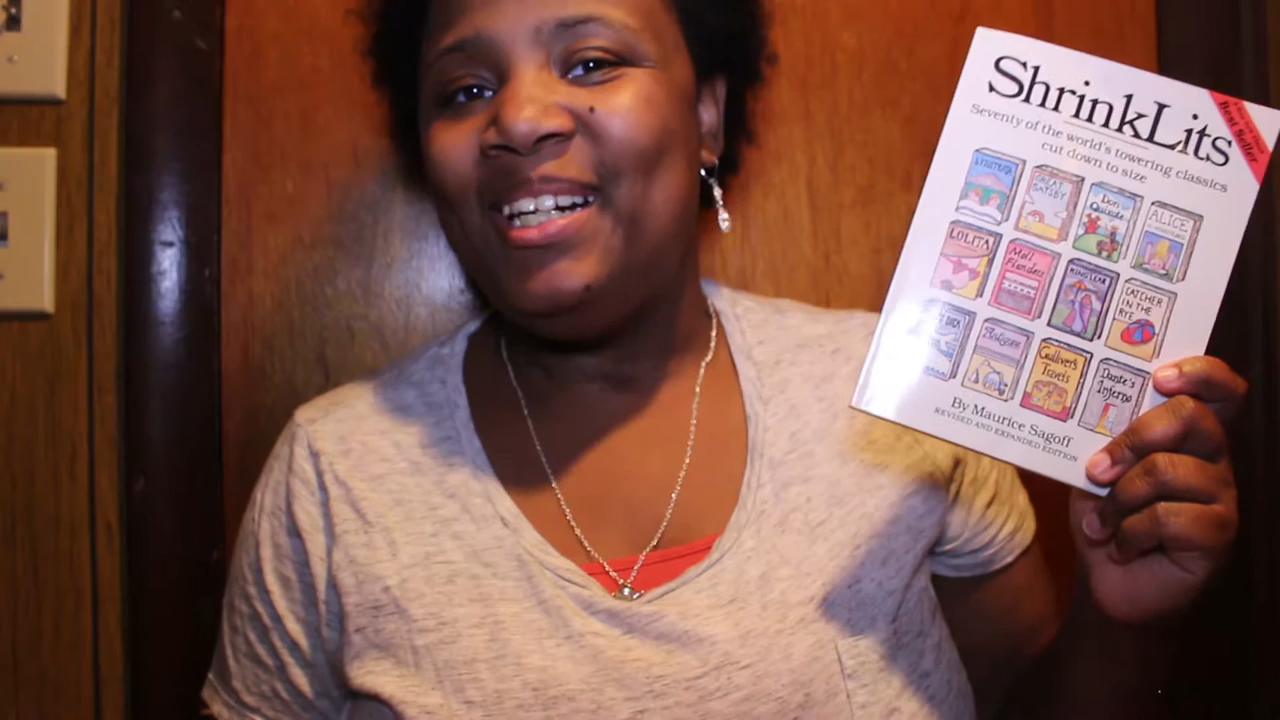 ShrinkLits
Best Seller
Seventy of the world's towering classics
cut down to size
LYSISTRATA
GREAT
GATSBY
Don
Quixote
ALICE
LOLITA
Moll
Flanders
KING LEAR
CATCHER
IN THE
RYE
DICK
Antigone
Gulliver's
Travels
Dante's
Inferno
By Maurice Sagoff
REVISED AND EXPANDED EDITION